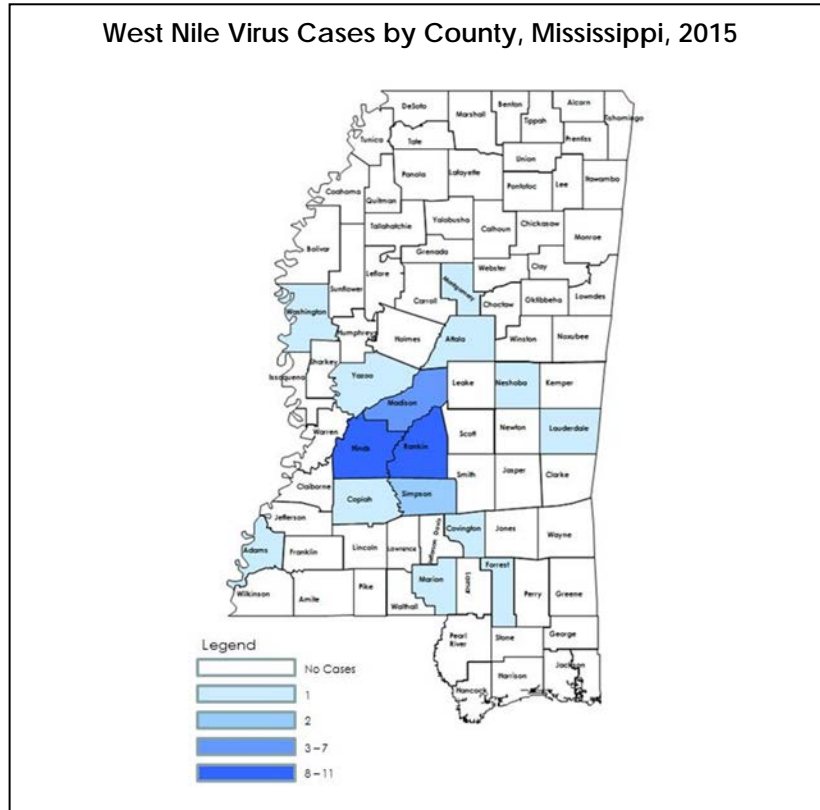 West Nile Virus Cases by County, Mississippi, 2015
DeSoto
Marshall
Benton
Tippah
Alcorn
Tishomingo
Tunica
Tate
Prentiss
Union
Panola
Lafayette
Pontotoc
Lee
Itawamba
Coahoma
Quitman
Tallahatchie
Yalobusha
Calhoun
Chickasaw
Monroe
Bolivar
Grenada
Sunflower
Leflore
Montgomery
Webster
Clay
Carroll
Choctaw
Oktibbeha
Lowndes
Washington
Humphreys
Holmes
Attala
Winston
Noxubee
Sharkey
Issaquena
Yazoo
Madison
Leake
Neshoba
Kemper
Warren
Hinds
Rankin
Scott
Newton
Lauderdale
Claiborne
Copiah
Simpson
Smith
Jasper
Clarke
Jefferson
Adams
Franklin
Lincoln
Lawrence
Covington
Jones
Wayne
Wilkinson
Amite
Pike
Walthall
Marion
Lamar
Forrest
Perry
Greene
Pearl
River
Stone
George
Hancock
Harrison
Jackson
Legend
No Cases
1
2
3 – 7
8 – 11